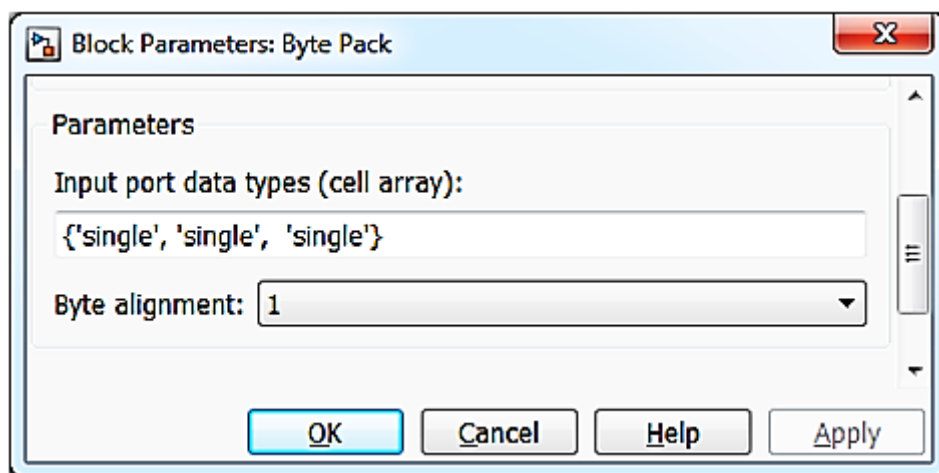 Block Parameters: Byte Pack
Parameters
Input port data types (cell array):
{'single', 'single',  'single'}
Byte alignment: 1
OK Cancel Help Apply